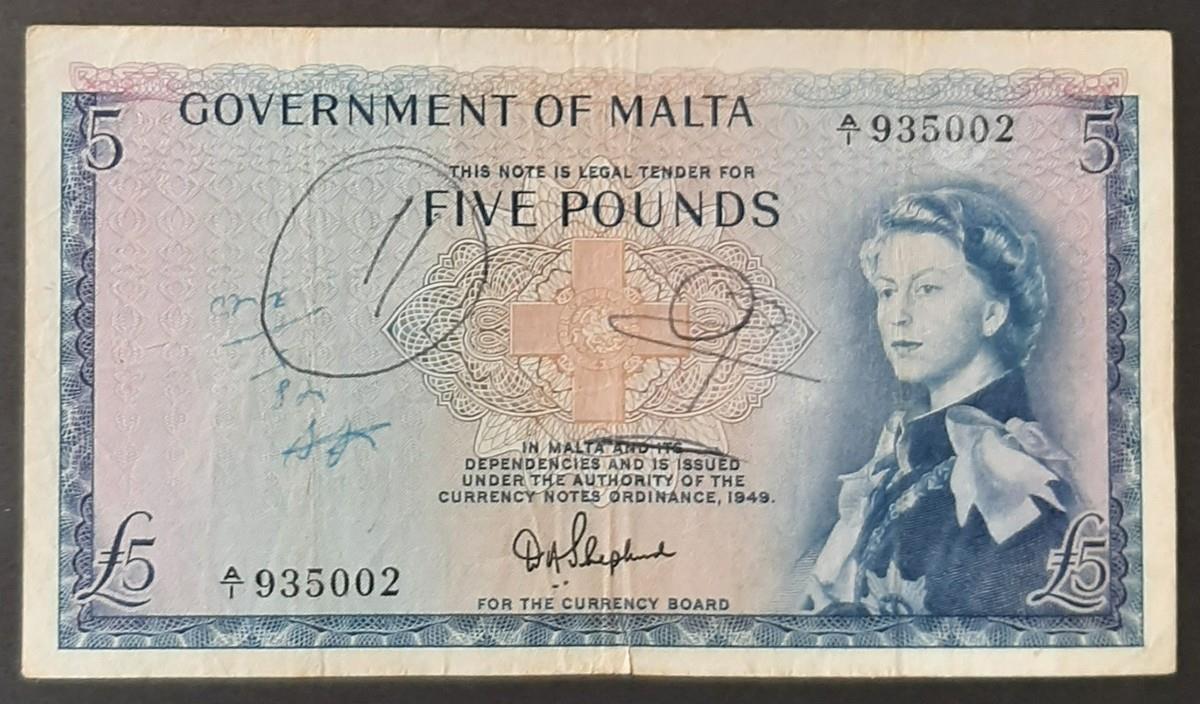 5 GOVERNMENT OF MALTA A/1 935002 5
THIS NOTE IS LEGAL TENDER FOR
FIVE POUNDS
11
IN MALTA AND ITS
DEPENDENCIES AND IS ISSUED
UNDER THE AUTHORITY OF THE
CURRENCY NOTES ORDINANCE, 1949.
D A Shepherd
£5 A/1 935002 £5
FOR THE CURRENCY BOARD